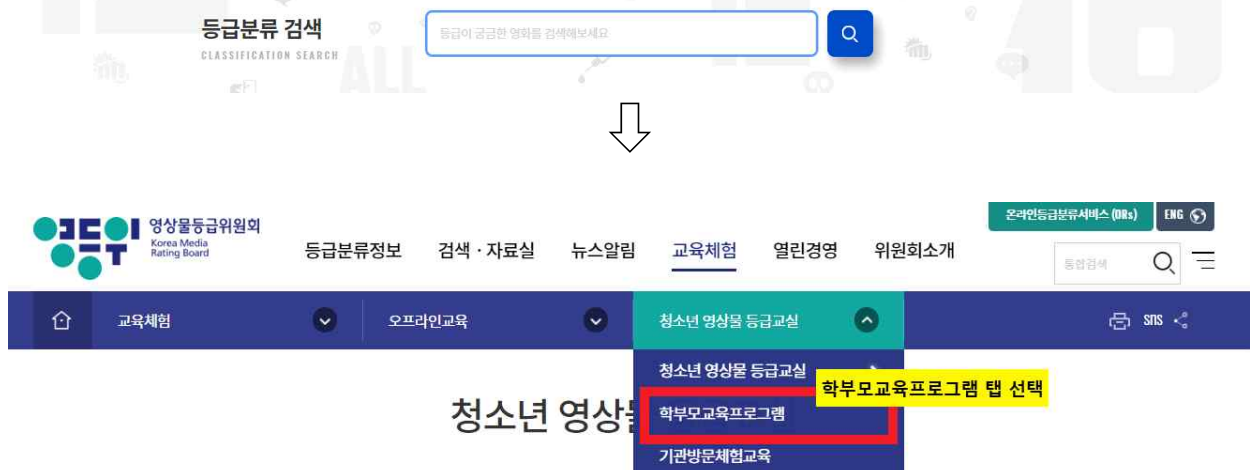 등급분류 검색
CLASSIFICATION SEARCH
등급이 궁금한 영화를 검색해보세요
ALL
영상물등급위원회
Korea Media
Rating Board
온라인등급분류서비스 (ORs)
ENG
등급분류정보 검색 · 자료실 뉴스알림 교육체험 열린경영 위원회소개
통합검색
교육체험 오프라인교육 청소년 영상물 등급교실 SNS
청소년 영상물 등급교실
학부모교육프로그램 탭 선택
청소년 영상
학부모교육프로그램
기관방문체험교육